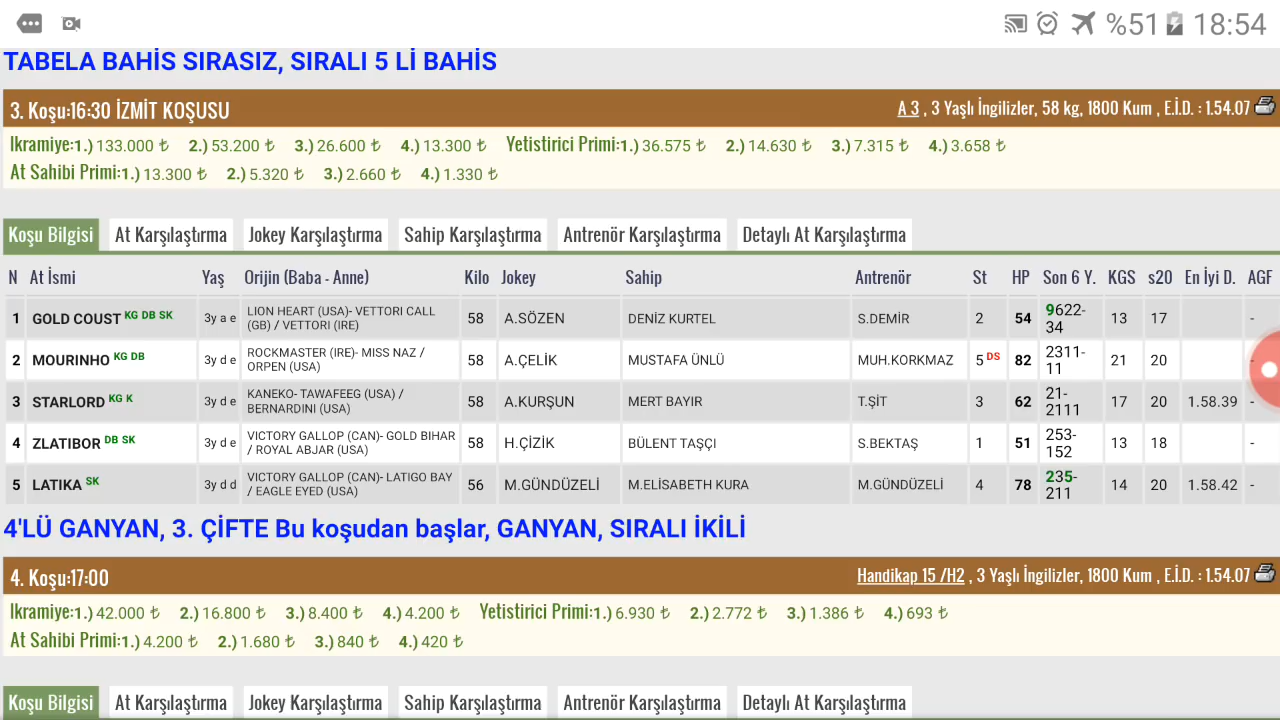 %51 18:54
TABELA BAHİS SIRASIZ, SIRALI 5 Lİ BAHİS
3. Koşu:16:30 İZMİT KOŞUSU A 3 , 3 Yaşlı İngilizler, 58 kg, 1800 Kum , E.İ.D. : 1.54.07
Ikramiye:1.) 133.000 ₺ 2.) 53.200 ₺ 3.) 26.600 ₺ 4.) 13.300 ₺ Yetistirici Primi:1.) 36.575 ₺ 2.) 14.630 ₺ 3.) 7.315 ₺ 4.) 3.658 ₺
At Sahibi Primi:1.) 13.300 ₺ 2.) 5.320 ₺ 3.) 2.660 ₺ 4.) 1.330 ₺
Koşu Bilgisi At Karşılaştırma Jokey Karşılaştırma Sahip Karşılaştırma Antrenör Karşılaştırma Detaylı At Karşılaştırma
N At İsmi Yaş Orijin (Baba - Anne) Kilo Jokey Sahip Antrenör St HP Son 6 Y. KGS s20 En İyi D. AGF
1 GOLD COUST KG DB SK 3y a e LION HEART (USA)- VETTORI CALL (GB) / VETTORI (IRE) 58 A.SÖZEN DENİZ KURTEL S.DEMİR 2 54 9622-34 13 17 -
2 MOURINHO KG DB 3y d e ROCKMASTER (IRE)- MISS NAZ / ORPEN (USA) 58 A.ÇELİK MUSTAFA ÜNLÜ MUH.KORKMAZ 5 DS 82 2311-11 21 20 -
3 STARLORD KG K 3y d e KANEKO- TAWAFEEG (USA) / BERNARDINI (USA) 58 A.KURŞUN MERT BAYIR T.ŞİT 3 62 21-2111 17 20 1.58.39 -
4 ZLATIBOR DB SK 3y d e VICTORY GALLOP (CAN)- GOLD BIHAR / ROYAL ABJAR (USA) 58 H.ÇİZİK BÜLENT TAŞÇI S.BEKTAŞ 1 51 253-152 13 18 -
5 LATIKA SK 3y d d VICTORY GALLOP (CAN)- LATIGO BAY / EAGLE EYED (USA) 56 M.GÜNDÜZELİ M.ELİSABETH KURA M.GÜNDÜZELİ 4 78 235-211 14 20 1.58.42 -
4'LÜ GANYAN, 3. ÇİFTE Bu koşudan başlar, GANYAN, SIRALI İKİLİ
4. Koşu:17:00 Handikap 15 /H2 , 3 Yaşlı İngilizler, 1800 Kum , E.İ.D. : 1.54.07
Ikramiye:1.) 42.000 ₺ 2.) 16.800 ₺ 3.) 8.400 ₺ 4.) 4.200 ₺ Yetistirici Primi:1.) 6.930 ₺ 2.) 2.772 ₺ 3.) 1.386 ₺ 4.) 693 ₺
At Sahibi Primi:1.) 4.200 ₺ 2.) 1.680 ₺ 3.) 840 ₺ 4.) 420 ₺
Koşu Bilgisi At Karşılaştırma Jokey Karşılaştırma Sahip Karşılaştırma Antrenör Karşılaştırma Detaylı At Karşılaştırma